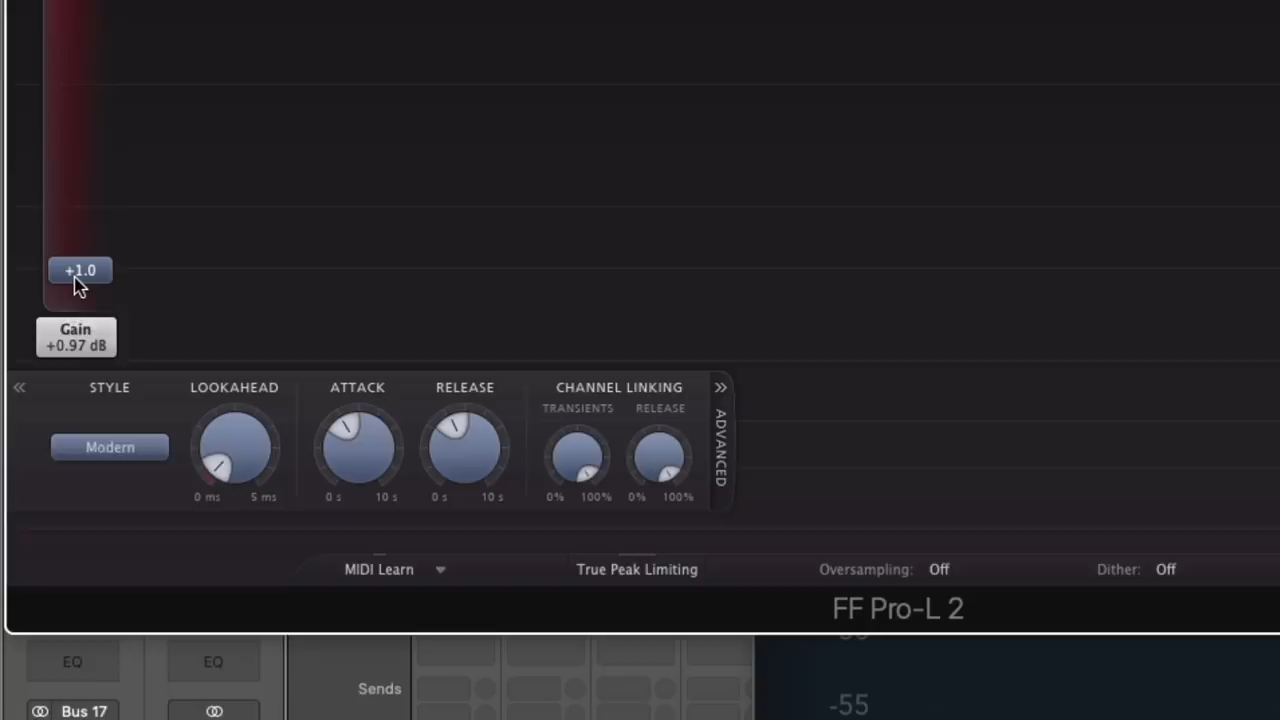 +1.0
Gain
+0.97 dB
STYLE
LOOKAHEAD
ATTACK
RELEASE
CHANNEL LINKING
TRANSIENTS
RELEASE
Modern
0 ms
5 ms
0 s
10 s
0 s
10 s
0%
100%
0%
100%
ADVANCED
MIDI Learn
True Peak Limiting
Oversampling: Off
Dither: Off
FF Pro-L 2
EQ
EQ
Sends
Bus 17
-55